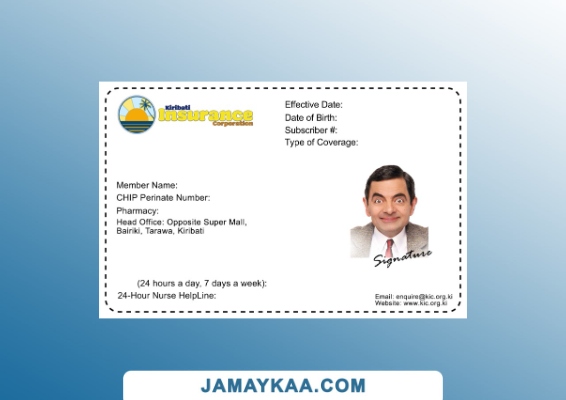 Kiribati
Insurance
Corporation
Effective Date:
Date of Birth:
Subscriber #:
Type of Coverage:
Member Name:
CHIP Perinate Number:
Pharmacy:
Head Office: Opposite Super Mall,
Bairiki, Tarawa, Kiribati
Signature
(24 hours a day, 7 days a week):
24-Hour Nurse HelpLine:
Email: enquire@kic.org.ki
Website: www.kic.org.ki
JAMAYKAA.COM